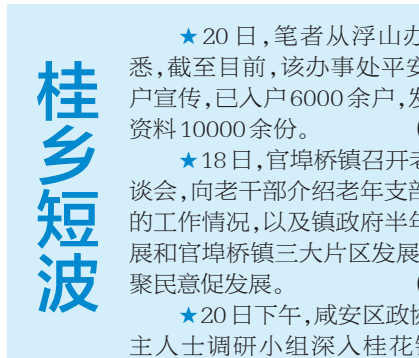 桂乡短波
★20日，笔者从浮山办
悉，截至目前，该办事处平安
户宣传，已入户6000余户，发
资料10000余份。
★18日，官埠桥镇召开老
谈会，向老干部介绍老年支部
的工作情况，以及镇政府半年
展和官埠桥镇三大片区发展
聚民意促发展。
★20日下午，咸安区政协
主人士调研小组深入桂花镇